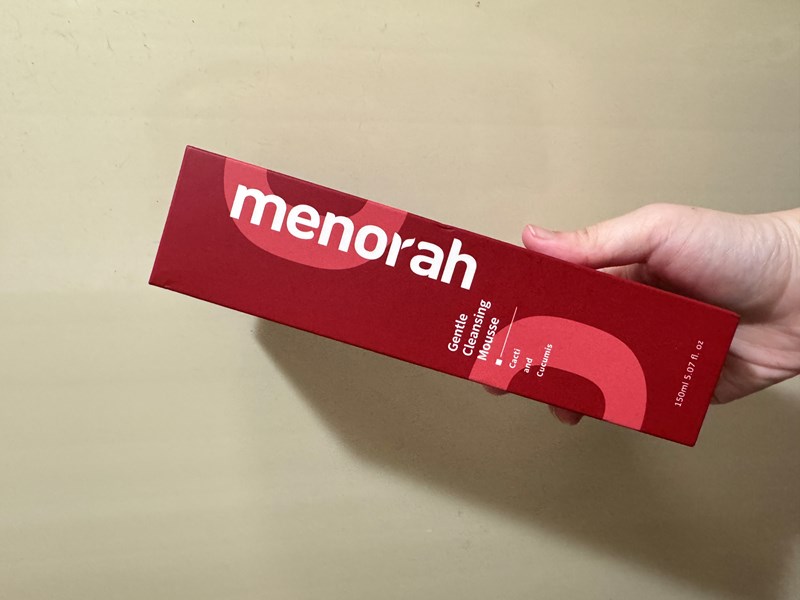 menorah
Gentle
Cleansing
Mousse
Cacti
and
Cucumis
150ml 5.07 fl. oz